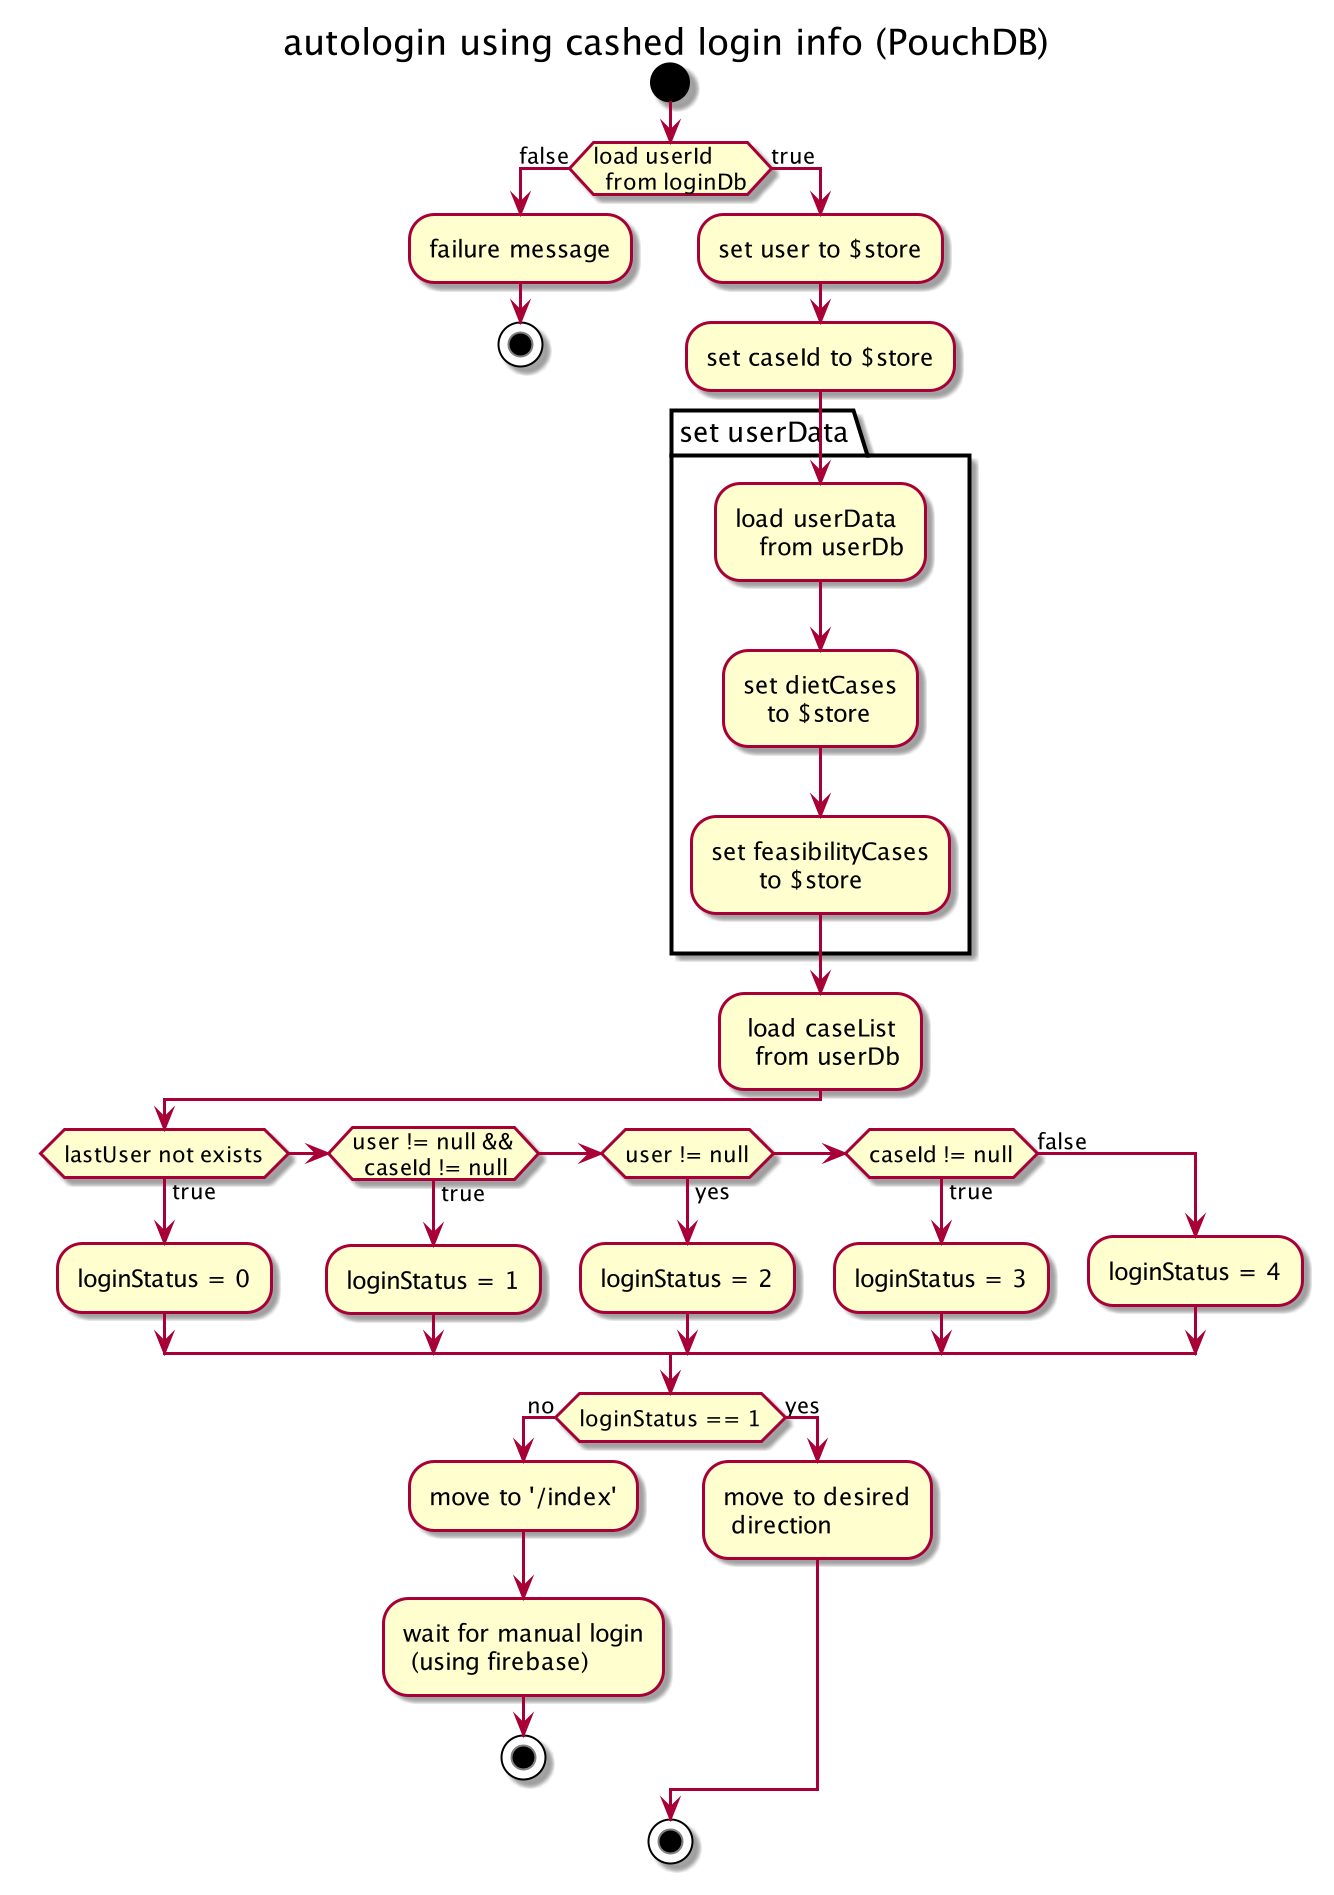 autologin using cashed login info (PouchDB)
false
load userId
from loginDb
true
failure message
set user to $store
set caseId to $store
set userData
load userData
from userDb
set dietCases
to $store
set feasibilityCases
to $store
load caseList
from userDb
lastUser not exists
true
user != null &&
caseId != null
true
user != null
yes
caseId != null
true
false
loginStatus = 0
loginStatus = 1
loginStatus = 2
loginStatus = 3
loginStatus = 4
no
loginStatus == 1
yes
move to '/index'
move to desired
direction
wait for manual login
(using firebase)